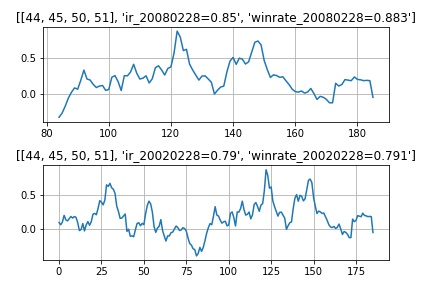 [[44, 45, 50, 51], 'ir_20080228=0.85', 'winrate_20080228=0.883']
0.5
0.0
80 100 120 140 160 180
[[44, 45, 50, 51], 'ir_20020228=0.79', 'winrate_20020228=0.791']
0.5
0.0
0 25 50 75 100 125 150 175